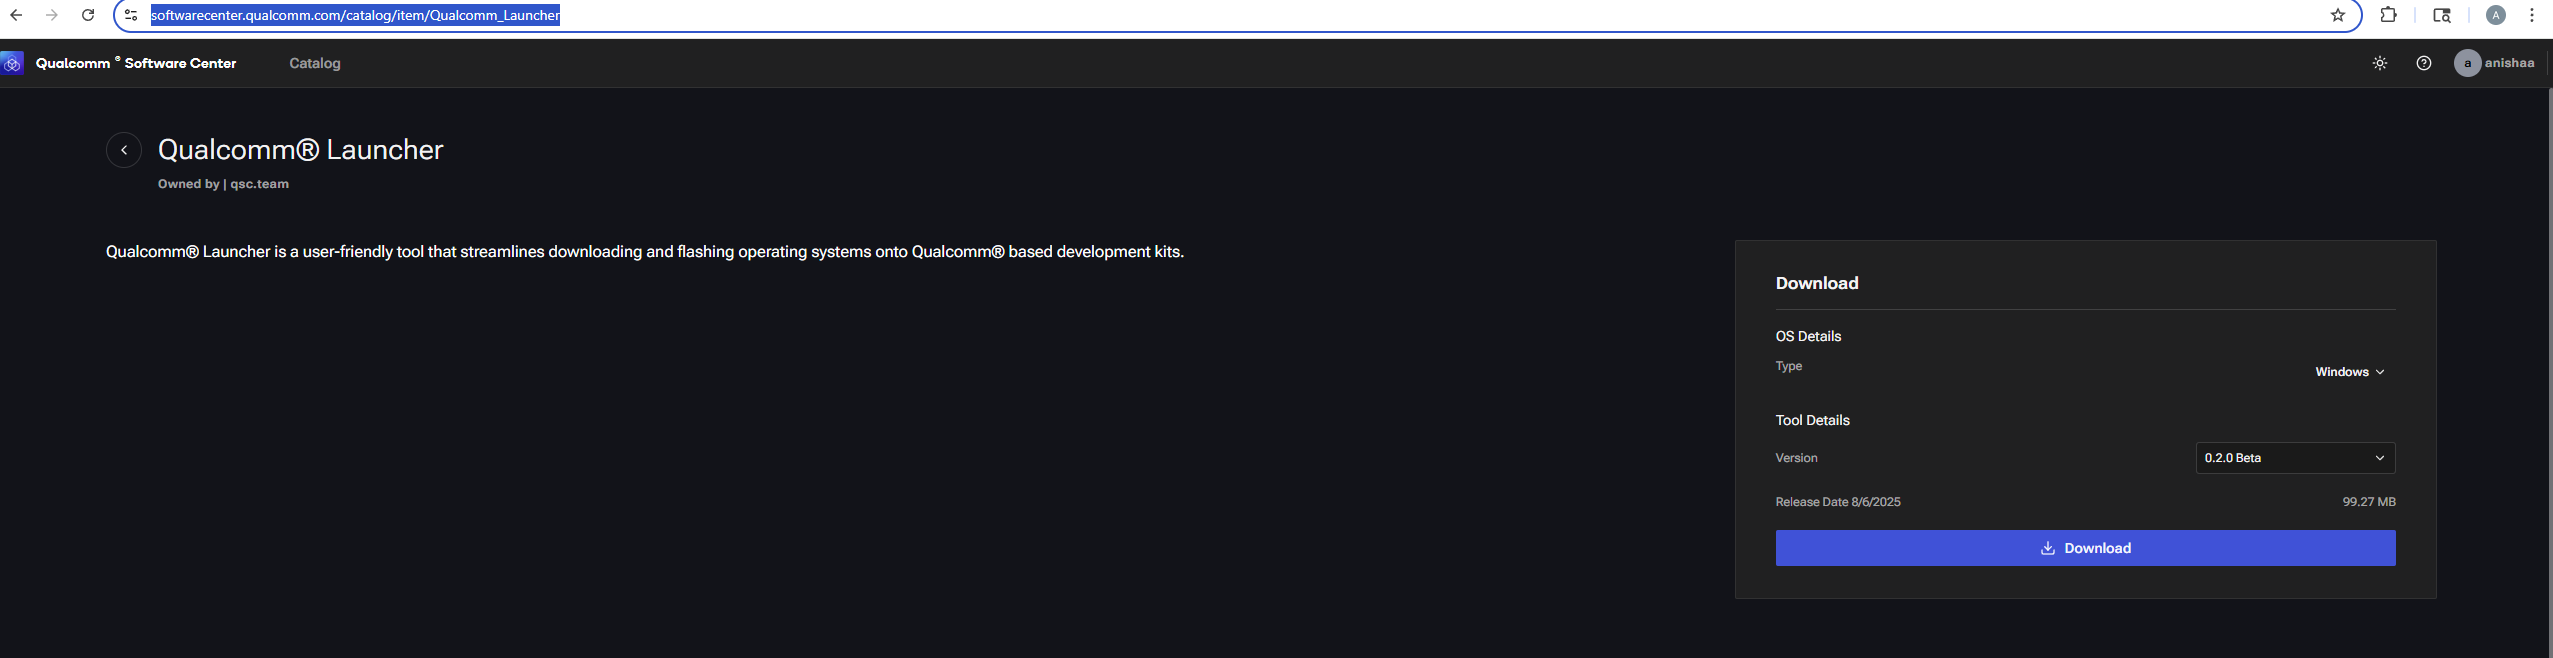 softwarecenter.qualcomm.com/catalog/item/Qualcomm_Launcher
A
Qualcomm ® Software Center
Catalog
a anishaa
Qualcomm® Launcher
Owned by | qsc.team
Qualcomm® Launcher is a user-friendly tool that streamlines downloading and flashing operating systems onto Qualcomm® based development kits.
Download
OS Details
Type
Windows
Tool Details
Version
0.2.0 Beta
Release Date 8/6/2025
99.27 MB
Download